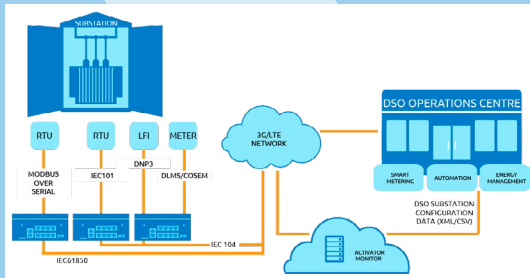 SUBSTATION
RTU
RTU
LFI
METER
MODBUS
OVER
SERIAL
IEC101
DNP3
DLMS/COSEM
IEC 104
IEC61850
3G/LTE
NETWORK
DSO OPERATIONS CENTRE
SMART
METERING
AUTOMATION
ENERGY
MANAGEMENT
DSO SUBSTATION
CONFIGURATION
DATA (XML/CSV)
ACTIVATOR
MONITOR